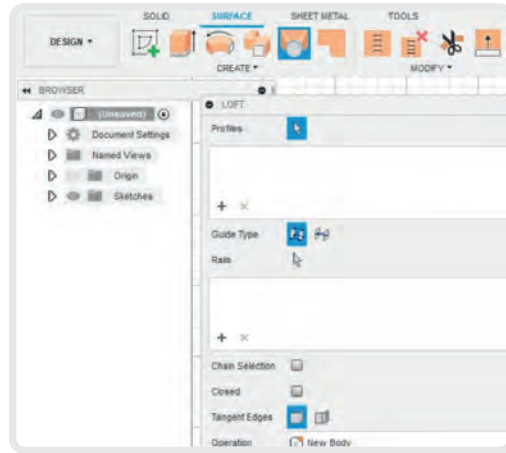 SOLID SURFACE SHEET METAL TOOLS
DESIGN
CREATE MODIFY
BROWSER
LOFT
(Unsaved)
Profiles
Document Settings
Named Views
Origin
Sketches
Guide Type
Rails
Chain Selection
Closed
Tangent Edges
Operation New Body